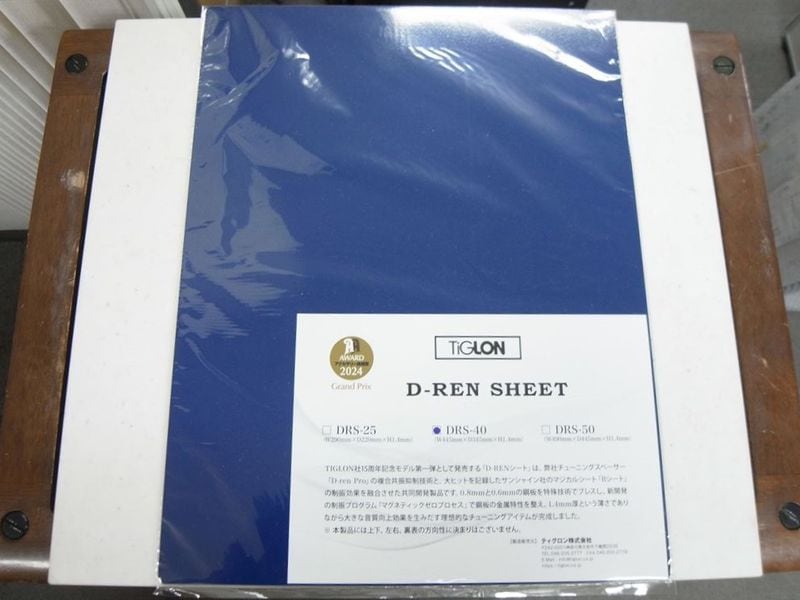 AWARD
2024
Grand Prix
TiGLON
D-REN SHEET
DRS-25
DRS-40
DRS-50
TIGLON社15周年記念モデル第一弾として発売する「D-RENシート」は、弊社チューニングスペーサー
「D-ren Pro」の複合共振抑制技術と、大ヒットを記録したサンシャイン社のマジカルシート「Bシート」
の制振効果を融合させた共同開発製品です。0.8mmと0.6mmの鋼板を特殊技術でプレスし、新開発
の制振プログラム「マグネティックゼロプロセス」で鋼板の金属特性を整え、1.4mm厚という薄さであり
ながら大きな音質向上効果を生みだす理想的なチューニングアイテムが完成しました。
※ 本製品には上下、左右、裏表の方向性に決まりはございません。
ティグロン株式会社